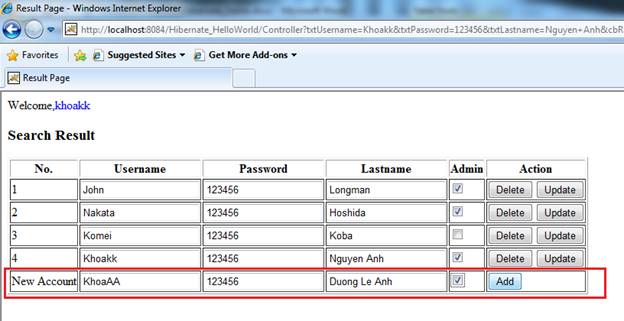 Result Page - Windows Internet Explorer
http://localhost:8084/Hibernate_HelloWorld/Controller?txtUsername=Khoakk&txtPassword=123456&txtLastname=Nguyen+Anh&cbR
Favorites Suggested Sites Get More Add-ons
Result Page
Welcome,khoakk
Search Result
No. Username Password Lastname Admin Action
1 John 123456 Longman Delete Update
2 Nakata 123456 Hoshida Delete Update
3 Komei 123456 Koba Delete Update
4 Khoakk 123456 Nguyen Anh Delete Update
New Account KhoaAA 123456 Duong Le Anh Add